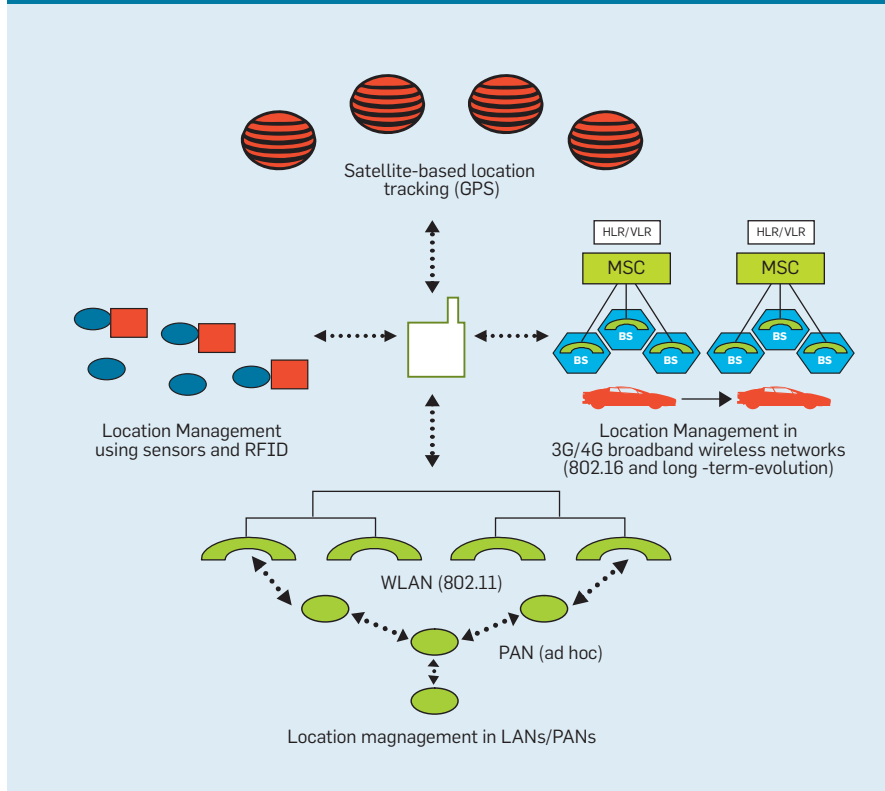 Satellite-based location
tracking (GPS)
HLR/VLR
HLR/VLR
MSC
MSC
BS
BS
BS
BS
BS
BS
Location Management
using sensors and RFID
Location Management in
3G/4G broadband wireless networks
(802.16 and long -term-evolution)
WLAN (802.11)
PAN (ad hoc)
Location magnagement in LANs/PANs